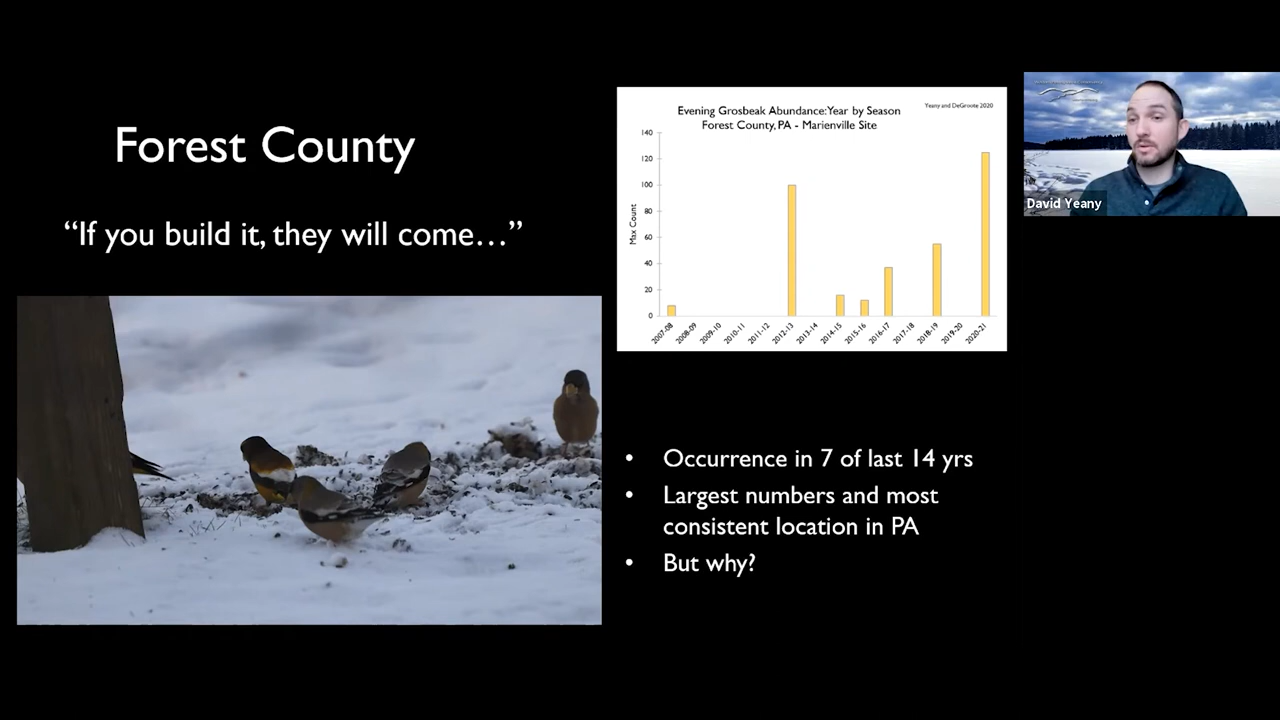 Forest County
“If you build it, they will come…”
Evening Grosbeak Abundance: Year by Season
Forest County, PA - Marienville Site
Yeany and DeGroote 2020
Max Count
140
120
100
80
60
40
20
0
2007-08
2008-09
2009-10
2010-11
2011-12
2012-13
2013-14
2014-15
2015-16
2016-17
2017-18
2018-19
2019-20
2020-21
• Occurrence in 7 of last 14 yrs
• Largest numbers and most
consistent location in PA
• But why?
David Yeany